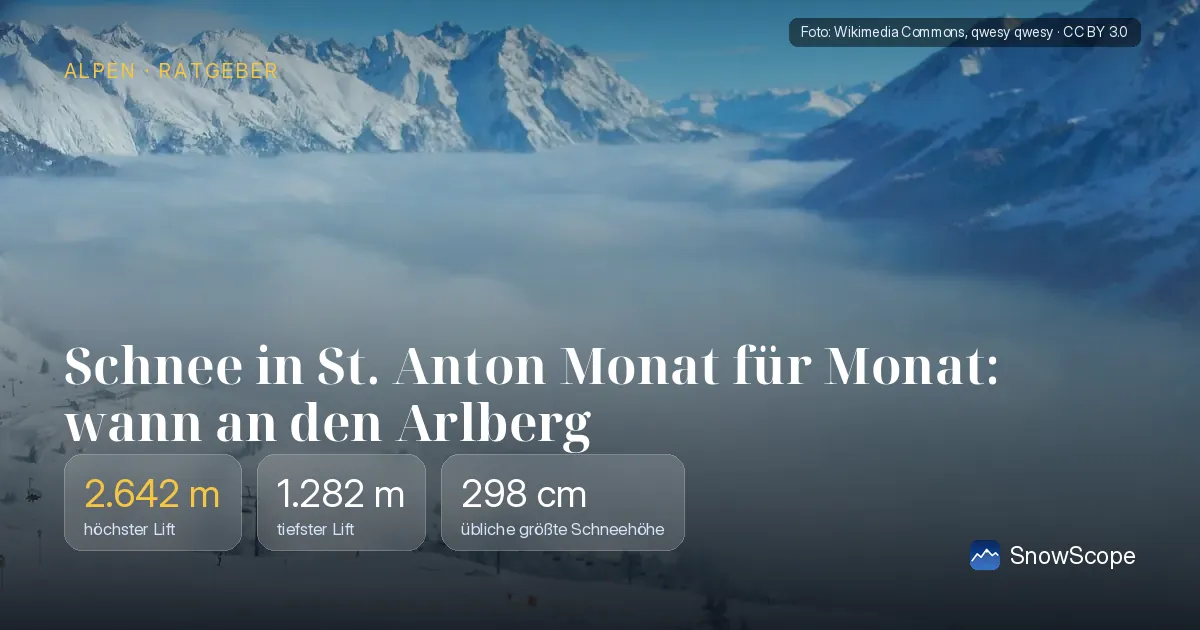 Foto: Wikimedia Commons, qwesy qwesy · CC BY 3.0
ALPEN · RATGEBER
Schnee in St. Anton Monat für Monat:
wann an den Arlberg
2.642 m
höchster Lift
1.282 m
tiefster Lift
298 cm
übliche größte Schneehöhe
SnowScope